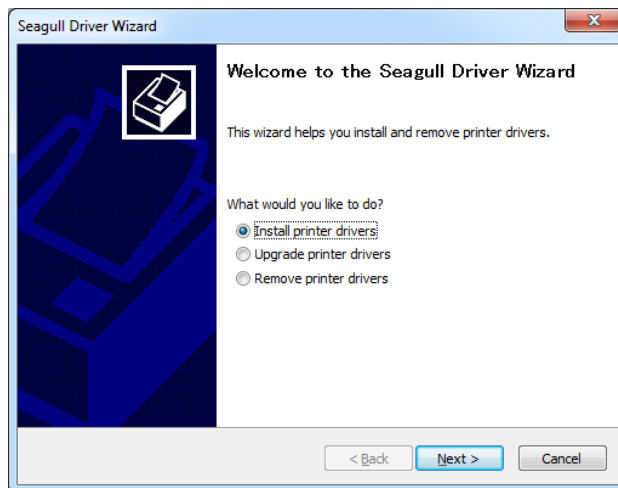 Seagull Driver Wizard
Welcome to the Seagull Driver Wizard
This wizard helps you install and remove printer drivers.
What would you like to do?
Install printer drivers
Upgrade printer drivers
Remove printer drivers
< Back Next > Cancel